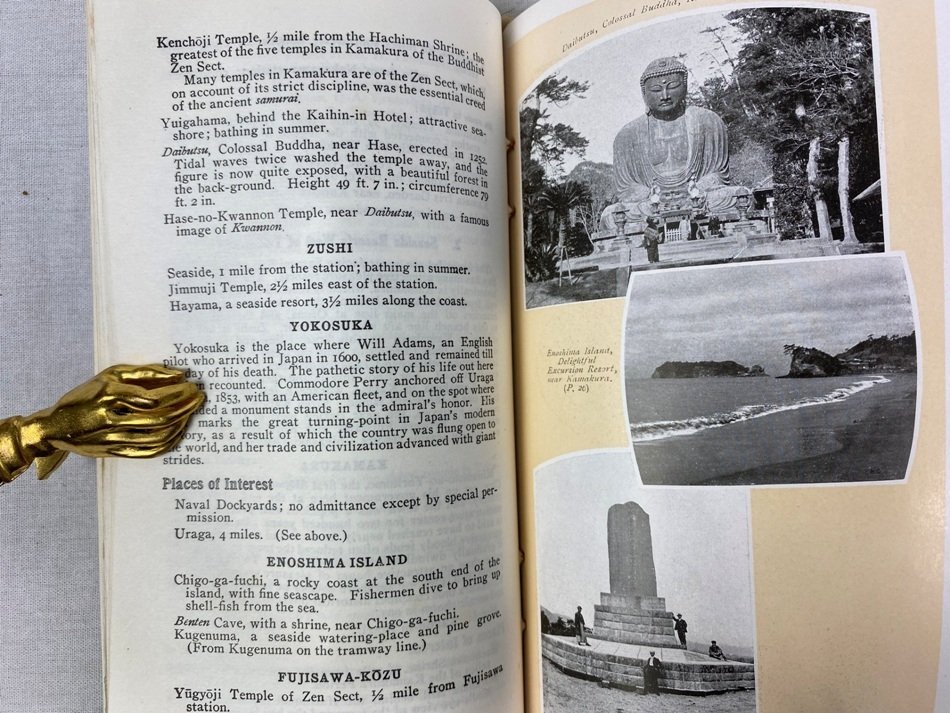 Kenchōji Temple, ½ mile from the Hachiman Shrine; the
greatest of the five temples in Kamakura of the Buddhist
Zen Sect.
Many temples in Kamakura are of the Zen Sect, which,
on account of its strict discipline, was the essential creed
of the ancient samurai.
Yuigahama, behind the Kaihin-in Hotel; attractive sea-
shore; bathing in summer.
Daibutsu, Colossal Buddha, near Hase, erected in 1252.
Tidal waves twice washed the temple away, and the
figure is now quite exposed, with a beautiful forest in
the back-ground. Height 49 ft. 7 in.; circumference 79
ft. 2 in.
Hase-no-Kwannon Temple, near Daibutsu, with a famous
image of Kwannon.
ZUSHI
Seaside, 1 mile from the station; bathing in summer.
Jimmuji Temple, 2½ miles east of the station.
Hayama, a seaside resort, 3½ miles along the coast.
YOKOSUKA
Yokosuka is the place where Will Adams, an English
pilot who arrived in Japan in 1600, settled and remained till
day of his death. The pathetic story of his life out here
recounted. Commodore Perry anchored off Uraga
1853, with an American fleet, and on the spot where
a monument stands in the admiral's honor. His
marks the great turning-point in Japan's modern
as a result of which the country was flung open to
world, and her trade and civilization advanced with giant
strides.
Places of Interest
Naval Dockyards; no admittance except by special per-
mission.
Uraga, 4 miles. (See above.)
ENOSHIMA ISLAND
Chigo-ga-fuchi, a rocky coast at the south end of the
island, with fine seascape. Fishermen dive to bring up
shell-fish from the sea.
Benten Cave, with a shrine, near Chigo-ga-fuchi.
Kugenuma, a seaside watering-place and pine grove.
(From Kugenuma on the tramway line.)
FUJISAWA-KŌZU
Yūgyōji Temple of Zen Sect, ½ mile from Fujisawa
station.
Daibutsu, Colossal Buddha,
Enoshima Island,
Delightful
Excursion Resort,
near Kamakura.
(P. 26)